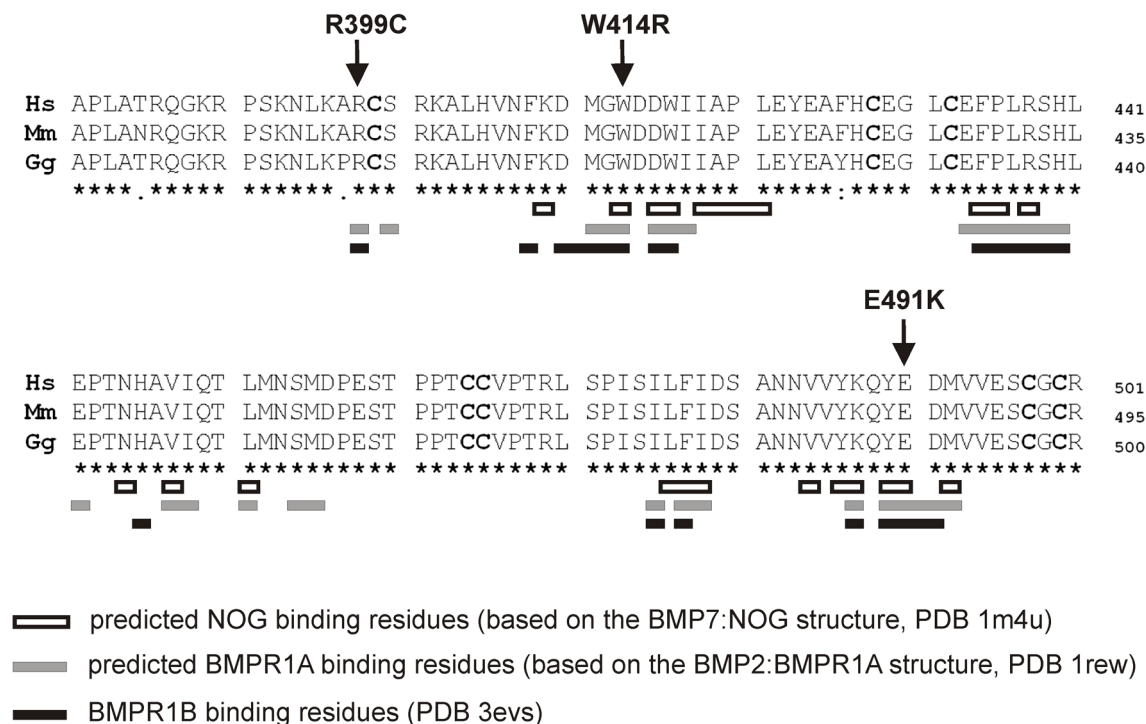 R399C W414R
Hs APLATRQGKR PSKNLKARCS RKALHVNFKD MGWDDWIIAP LEYEAFHCEG LCEFPLRSHL 441
Mm APLANRQGKR PSKNLKARCS RKALHVNFKD MGWDDWIIAP LEYEAFHCEG LCEFPLRSHL 435
Gg APLATRQGKR PSKNLKPRCS RKALHVNFKD MGWDDWIIAP LEYEAYHCEG LCEFPLRSHL 440
****.***** ******.*** ********** ********** *****:**** **********
E491K
Hs EPTNHAVIQT LMNSMDPEST PPTCCVPTRL SPISILFIDS ANNVVYKQYE DMVVESCGCR 501
Mm EPTNHAVIQT LMNSMDPEST PPTCCVPTRL SPISILFIDS ANNVVYKQYE DMVVESCGCR 495
Gg EPTNHAVIQT LMNSMDPEST PPTCCVPTRL SPISILFIDS ANNVVYKQYE DMVVESCGCR 500
********** ********** ********** ********** ********** **********
predicted NOG binding residues (based on the BMP7:NOG structure, PDB 1m4u)
predicted BMPR1A binding residues (based on the BMP2:BMPR1A structure, PDB 1rew)
BMPR1B binding residues (PDB 3evs)